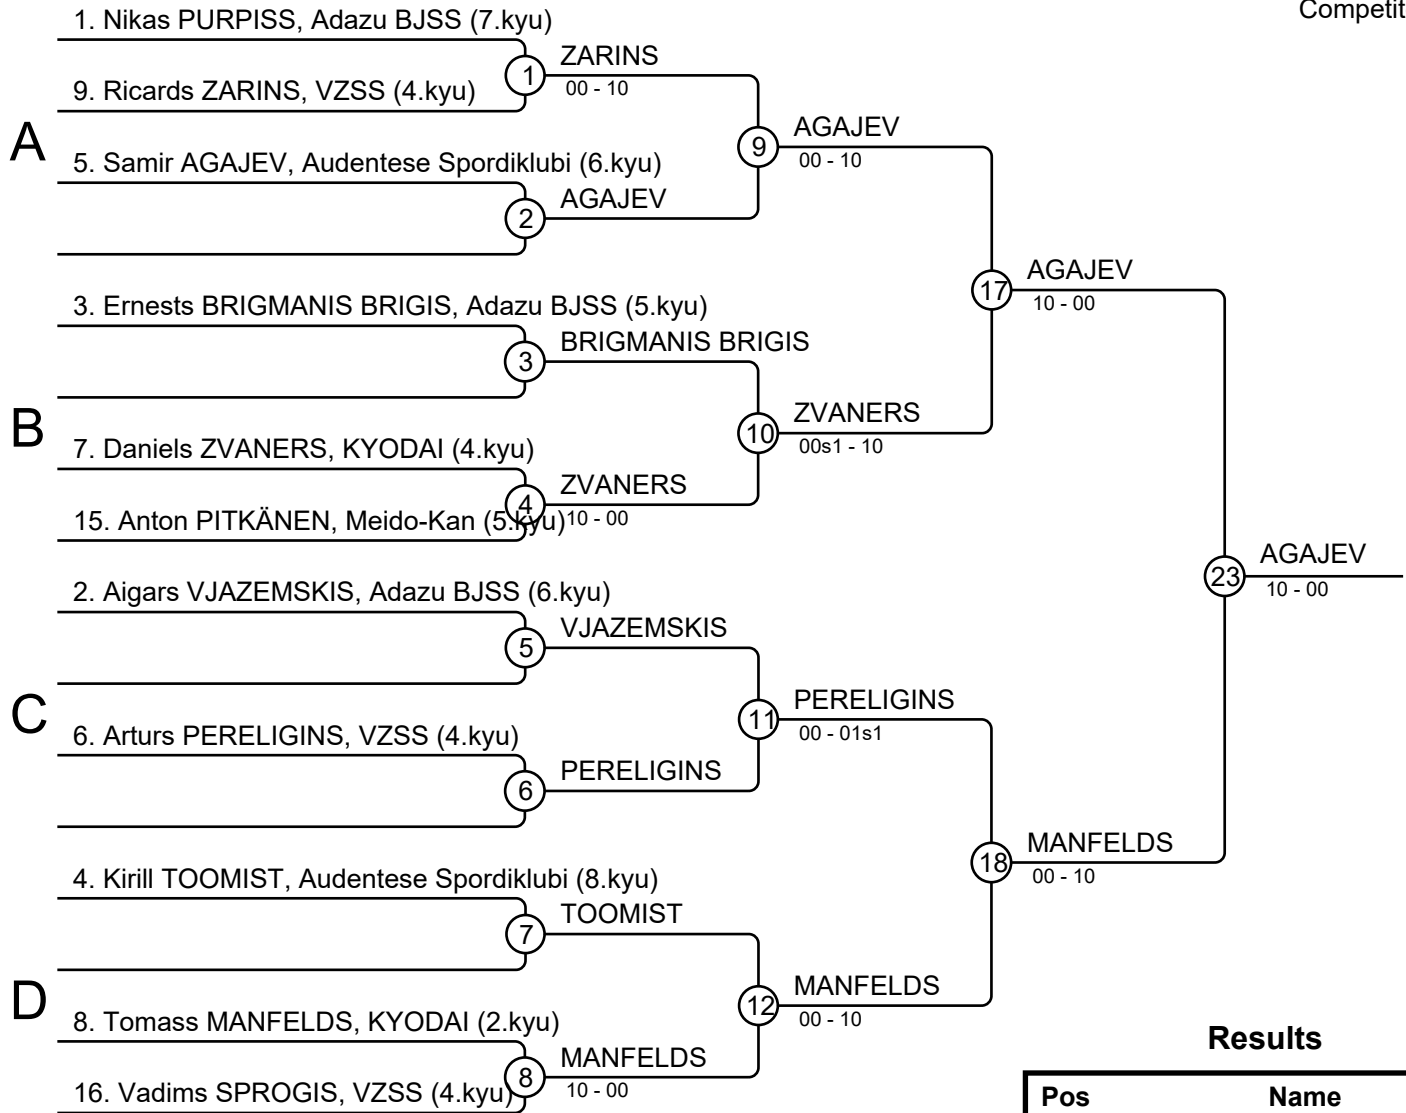 Competit
1. Nikas PURPISS, Adazu BJSS (7.kyu)
1
ZARINS
00 - 10
9. Ricards ZARINS, VZSS (4.kyu)
A
9
AGAJEV
00 - 10
5. Samir AGAJEV, Audentese Spordiklubi (6.kyu)
2
AGAJEV
17
AGAJEV
10 - 00
3. Ernests BRIGMANIS BRIGIS, Adazu BJSS (5.kyu)
3
BRIGMANIS BRIGIS
B
10
ZVANERS
00s1 - 10
7. Daniels ZVANERS, KYODAI (4.kyu)
4
ZVANERS
10 - 00
15. Anton PITKÄNEN, Meido-Kan (5.kyu)
23
AGAJEV
10 - 00
2. Aigars VJAZEMSKIS, Adazu BJSS (6.kyu)
5
VJAZEMSKIS
C
11
PERELIGINS
00 - 01s1
6. Arturs PERELIGINS, VZSS (4.kyu)
6
PERELIGINS
18
MANFELDS
00 - 10
4. Kirill TOOMIST, Audentese Spordiklubi (8.kyu)
7
TOOMIST
D
12
MANFELDS
00 - 10
8. Tomass MANFELDS, KYODAI (2.kyu)
8
MANFELDS
10 - 00
16. Vadims SPROGIS, VZSS (4.kyu)
Results
Pos Name